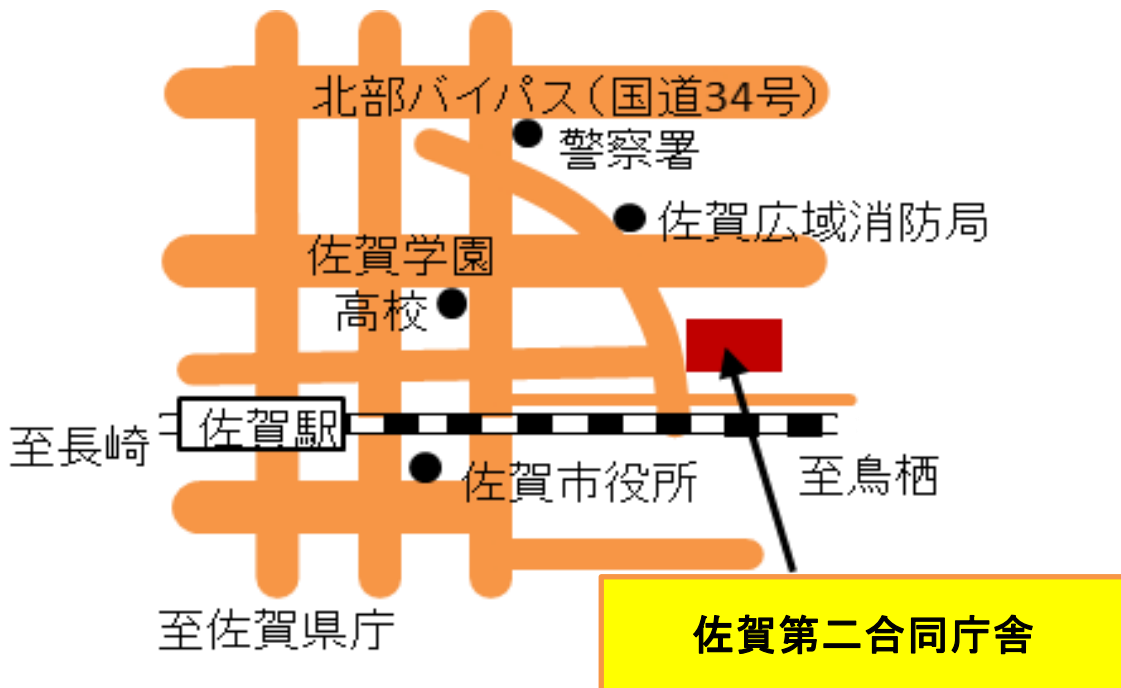 北部バイパス（国道34号）
警察署
佐賀広域消防局
佐賀学園
高校
佐賀駅
至長崎
佐賀市役所
至鳥栖
至佐賀県庁
佐賀第二合同庁舎